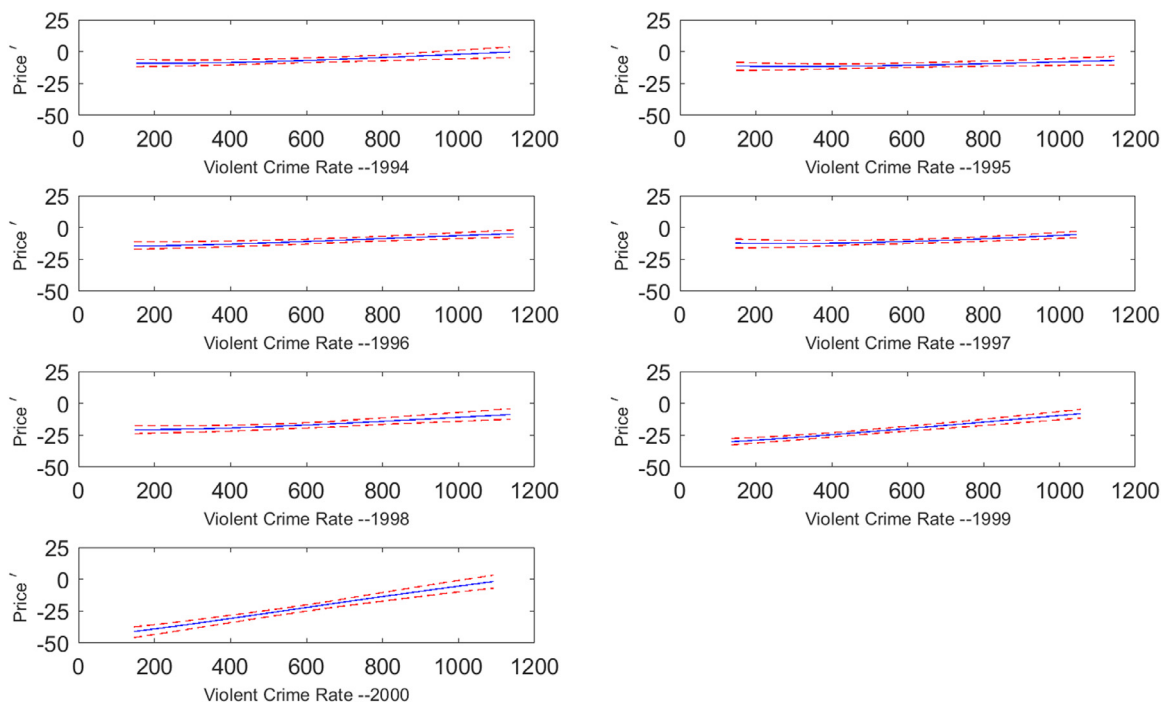 25
0
-25
-50
Price ′
0 200 400 600 800 1000 1200
Violent Crime Rate --1994
25
0
-25
-50
Price ′
0 200 400 600 800 1000 1200
Violent Crime Rate --1995
25
0
-25
-50
Price ′
0 200 400 600 800 1000 1200
Violent Crime Rate --1996
25
0
-25
-50
Price ′
0 200 400 600 800 1000 1200
Violent Crime Rate --1997
25
0
-25
-50
Price ′
0 200 400 600 800 1000 1200
Violent Crime Rate --1998
25
0
-25
-50
Price ′
0 200 400 600 800 1000 1200
Violent Crime Rate --1999
25
0
-25
-50
Price ′
0 200 400 600 800 1000 1200
Violent Crime Rate --2000